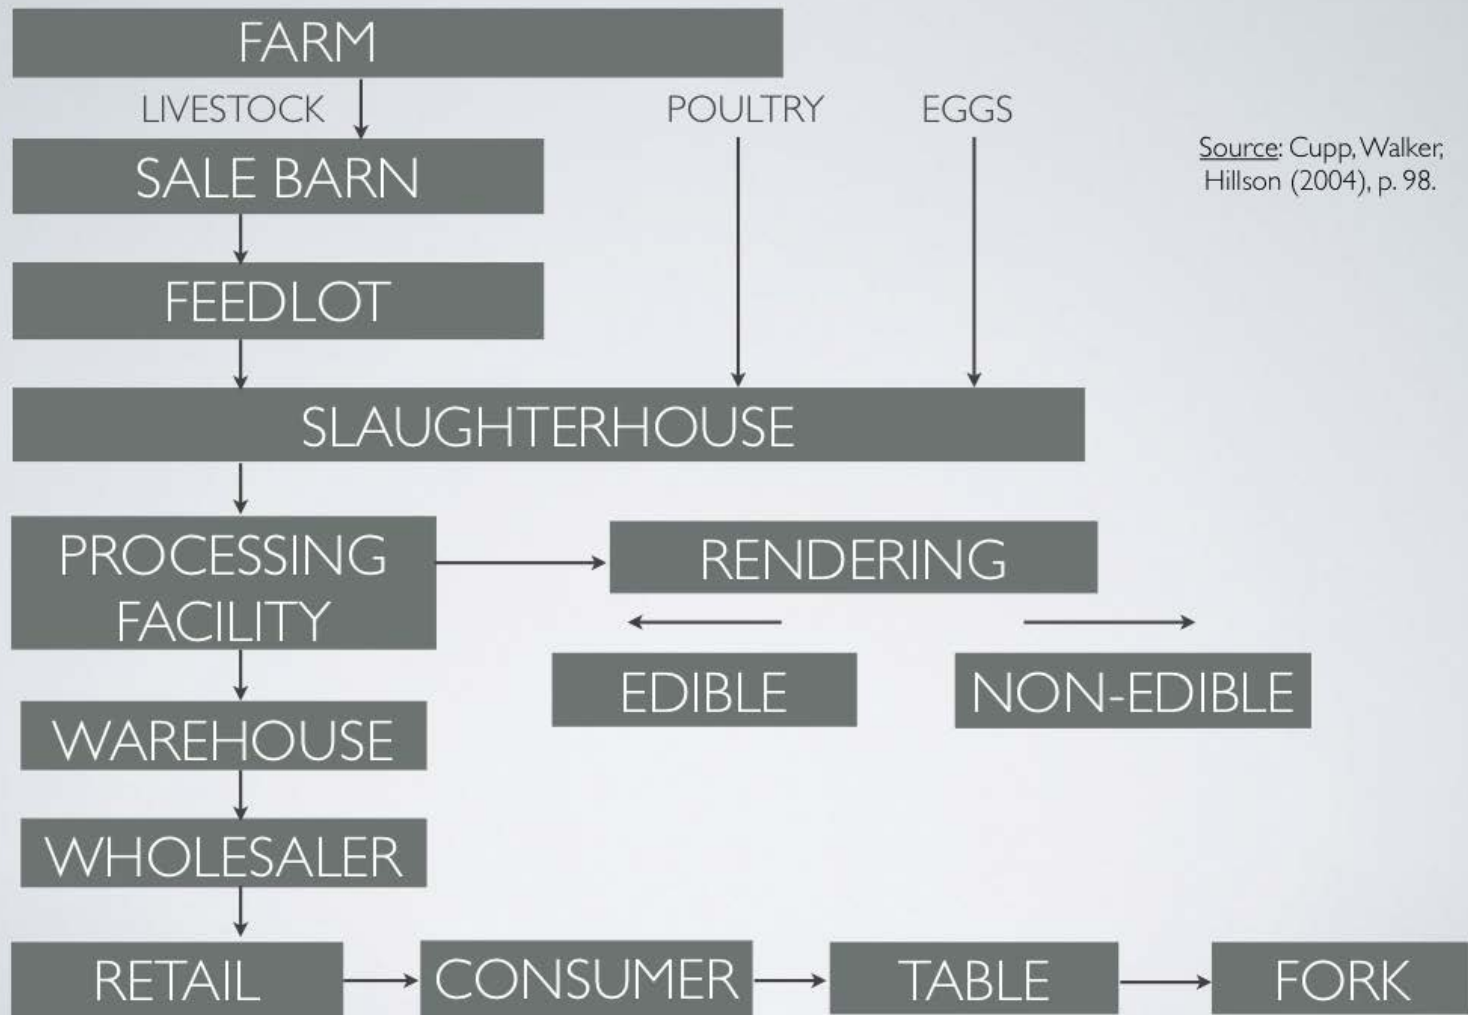 FARM
LIVESTOCK
POULTRY
EGGS
SALE BARN
Source: Cupp, Walker,
Hillson (2004), p. 98.
FEEDLOT
SLAUGHTERHOUSE
PROCESSING
FACILITY
RENDERING
EDIBLE
NON-EDIBLE
WAREHOUSE
WHOLESALER
RETAIL
CONSUMER
TABLE
FORK